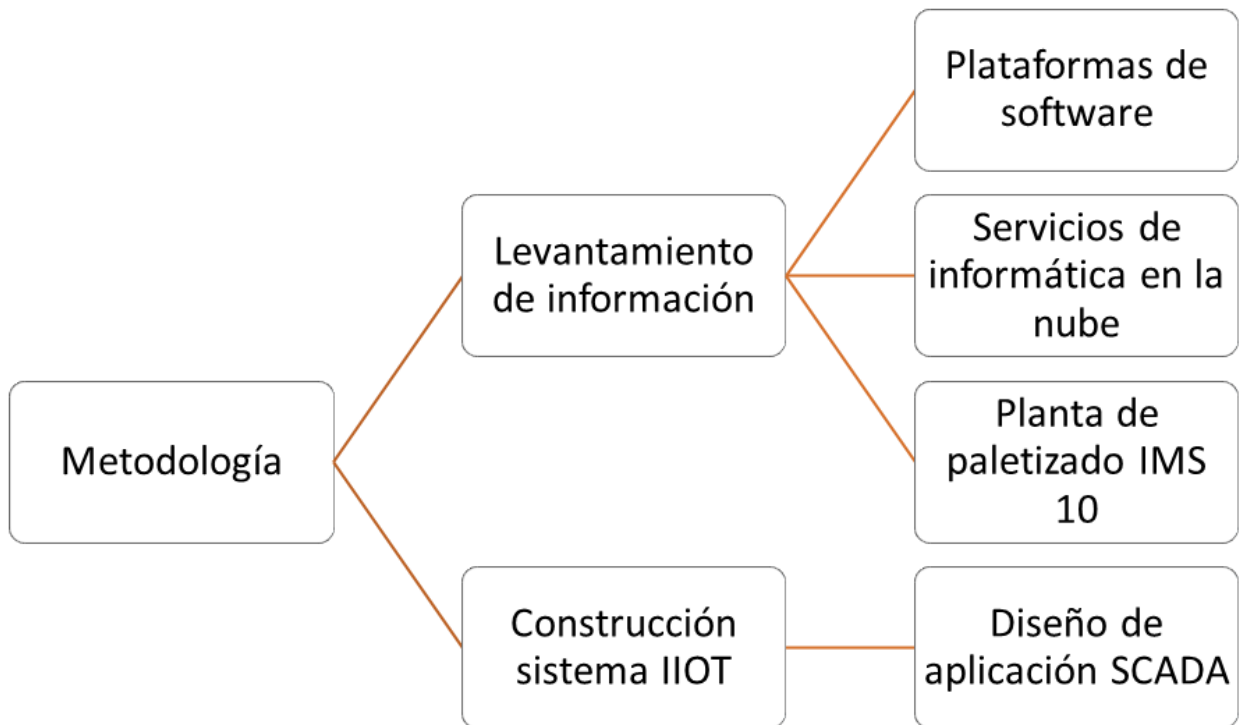 Metodología
Levantamiento
de información
Plataformas de
software
Servicios de
informática en la
nube
Planta de
paletizado IMS
10
Construcción
sistema IIOT
Diseño de
aplicación SCADA